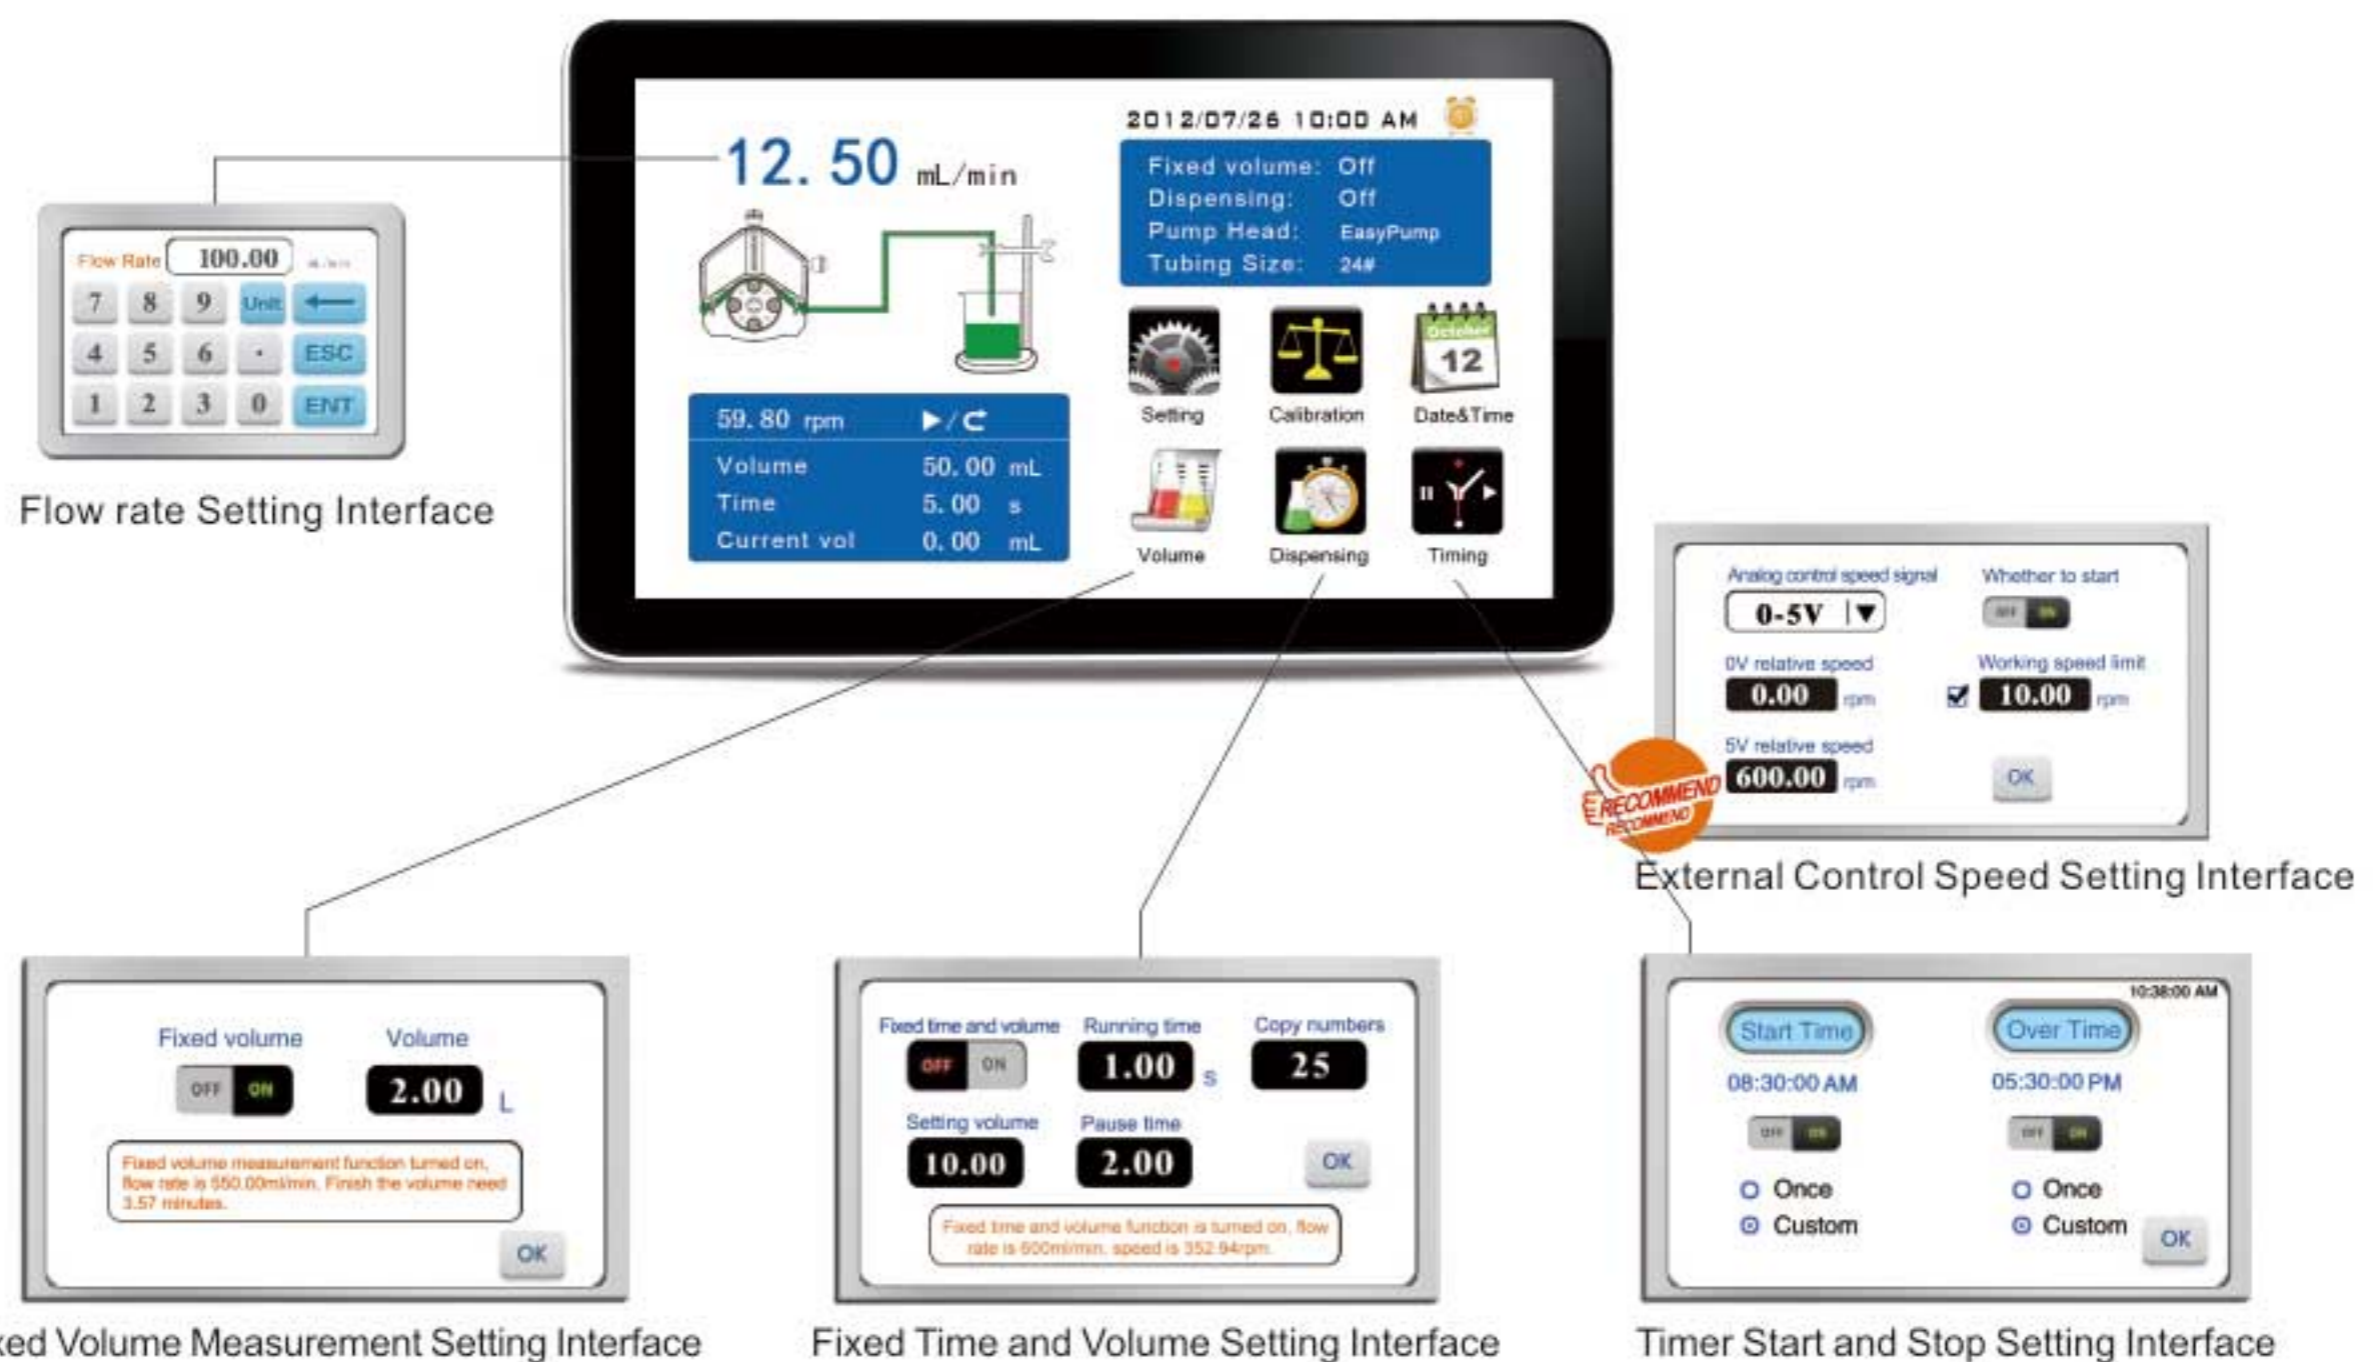 12.50 mL/min
2012/07/26 10:00 AM
Fixed volume: Off
Dispensing: Off
Pump Head: EasyPump
Tubing Size: 24#
59.80 rpm
Volume 50.00 mL
Time 5.00 s
Current vol 0.00 mL
October
12
Setting
Calibration
Date&Time
Volume
Dispensing
Timing
Flow Rate 100.00
7 8 9 Unit
4 5 6 . ESC
1 2 3 0 ENT
Flow rate Setting Interface
Analog control speed signal
0-5V
Whether to start
OFF ON
0V relative speed
0.00 rpm
Working speed limit
10.00 rpm
5V relative speed
600.00 rpm
OK
RECOMMEND
RECOMMEND
External Control Speed Setting Interface
Fixed volume
OFF ON
Volume
2.00 L
Fixed volume measurement function turned on,
flow rate is 550.00ml/min. Finish the volume need
3.57 minutes.
OK
xed Volume Measurement Setting Interface
Fixed time and volume
OFF ON
Running time
1.00 s
Copy numbers
25
Setting volume
10.00
Pause time
2.00
OK
Fixed time and volume function is turned on, flow
rate is 600ml/min. speed is 352.94rpm.
Fixed Time and Volume Setting Interface
10:38:00 AM
Start Time
08:30:00 AM
OFF ON
Once
Custom
Over Time
05:30:00 PM
OFF ON
Once
Custom
OK
Timer Start and Stop Setting Interface